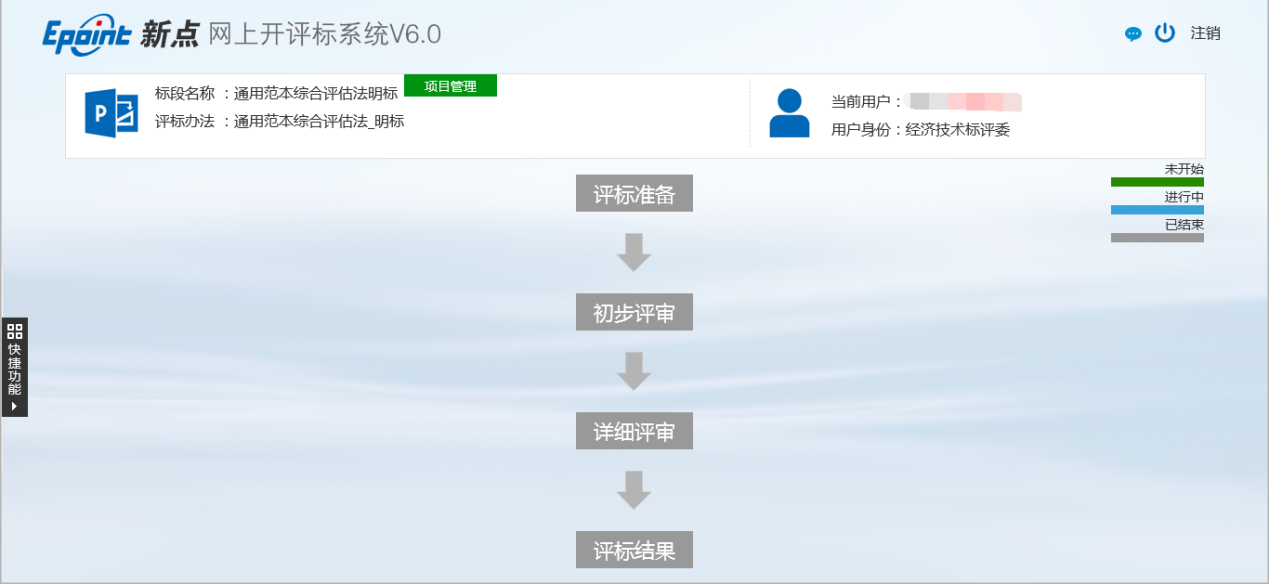 Epoint 新点 网上开评标系统V6.0
注销
标段名称 ：通用范本综合评估法明标 项目管理
评标办法 ：通用范本综合评估法_明标
当前用户：
用户身份：经济技术标评委
未开始
进行中
已结束
评标准备
初步评审
详细评审
评标结果
快捷功能